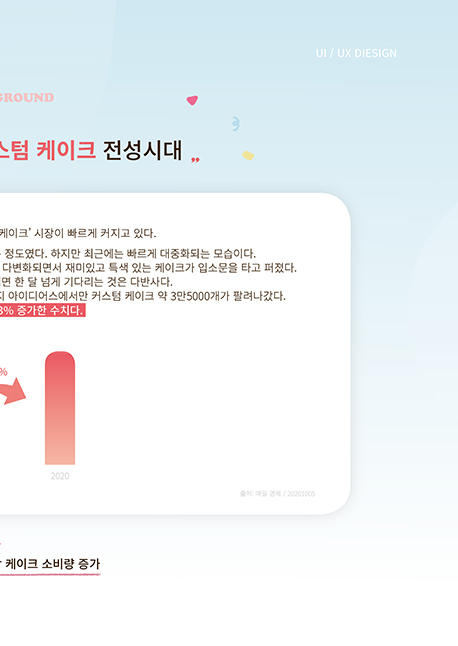 UI / UX DIESIGN
GROUND
스텀 케이크 전성시대 „
케이크’ 시장이 빠르게 커지고 있다.
정도였다. 하지만 최근에는 빠르게 대중화되는 모습이다.
다변화되면서 재미있고 특색 있는 케이크가 입소문을 타고 퍼졌다.
면 한 달 넘게 기다리는 것은 다반사다.
지 아이디어스에서만 커스텀 케이크 약 3만5000개가 팔려나갔다.
8% 증가한 수치다.
%
2020
출처: 매일 경제 / 20201005
케이크 소비량 증가